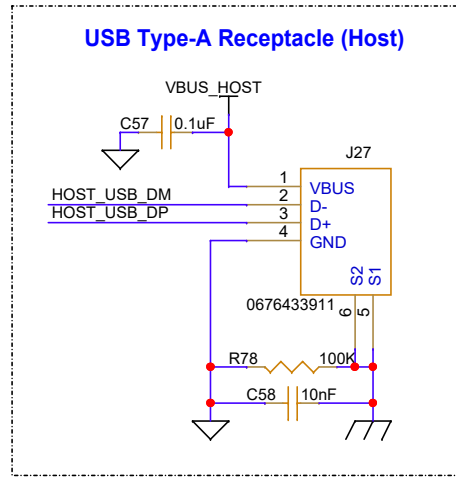 USB Type-A Receptacle (Host)
VBUS_HOST
C57 0.1uF
J27
1 VBUS
HOST_USB_DM 2 D-
HOST_USB_DP 3 D+
4 GND
S2 S1
0676433911 6 5
R78 100K
C58 10nF